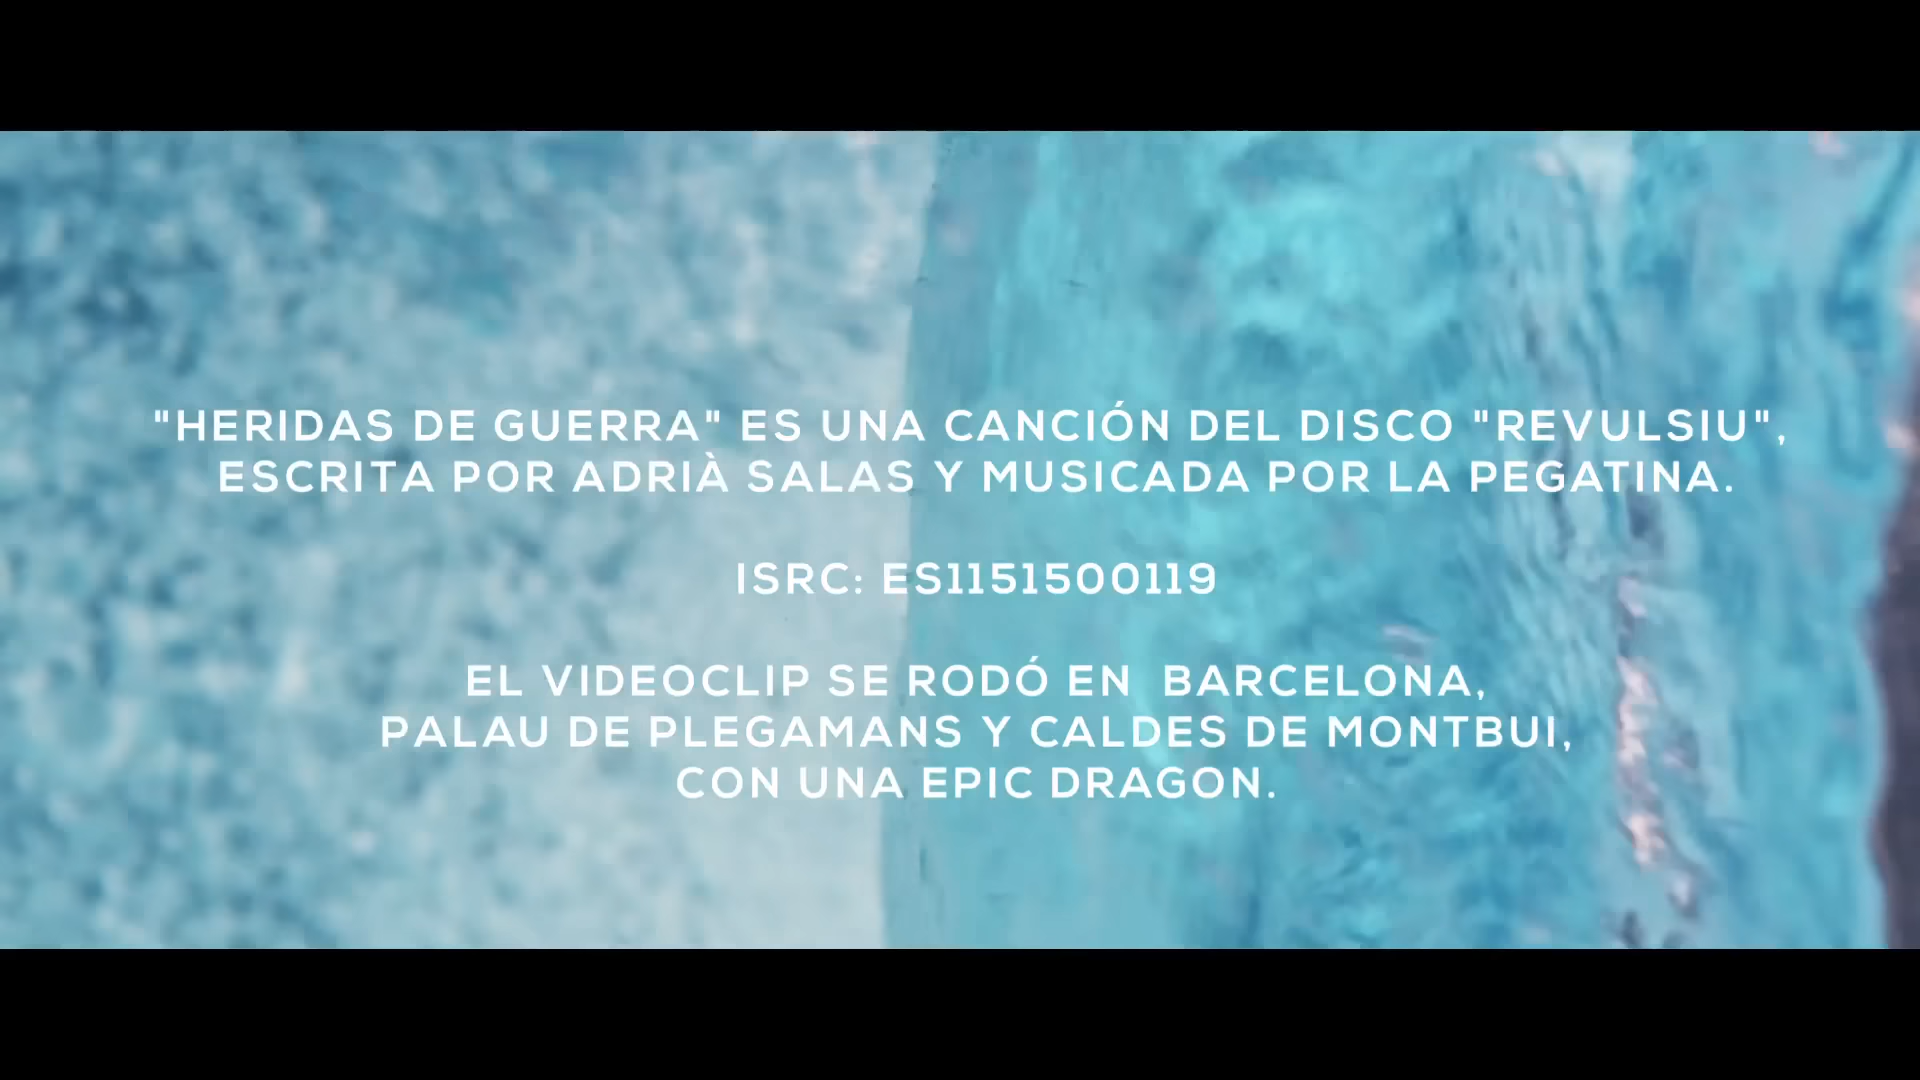 "HERIDAS DE GUERRA" ES UNA CANCIÓN DEL DISCO "REVULSIU",
ESCRITA POR ADRIÀ SALAS Y MUSICADA POR LA PEGATINA.
ISRC: ES1151500119
EL VIDEOCLIP SE RODÓ EN BARCELONA,
PALAU DE PLEGAMANS Y CALDES DE MONTBUI,
CON UNA EPIC DRAGON.